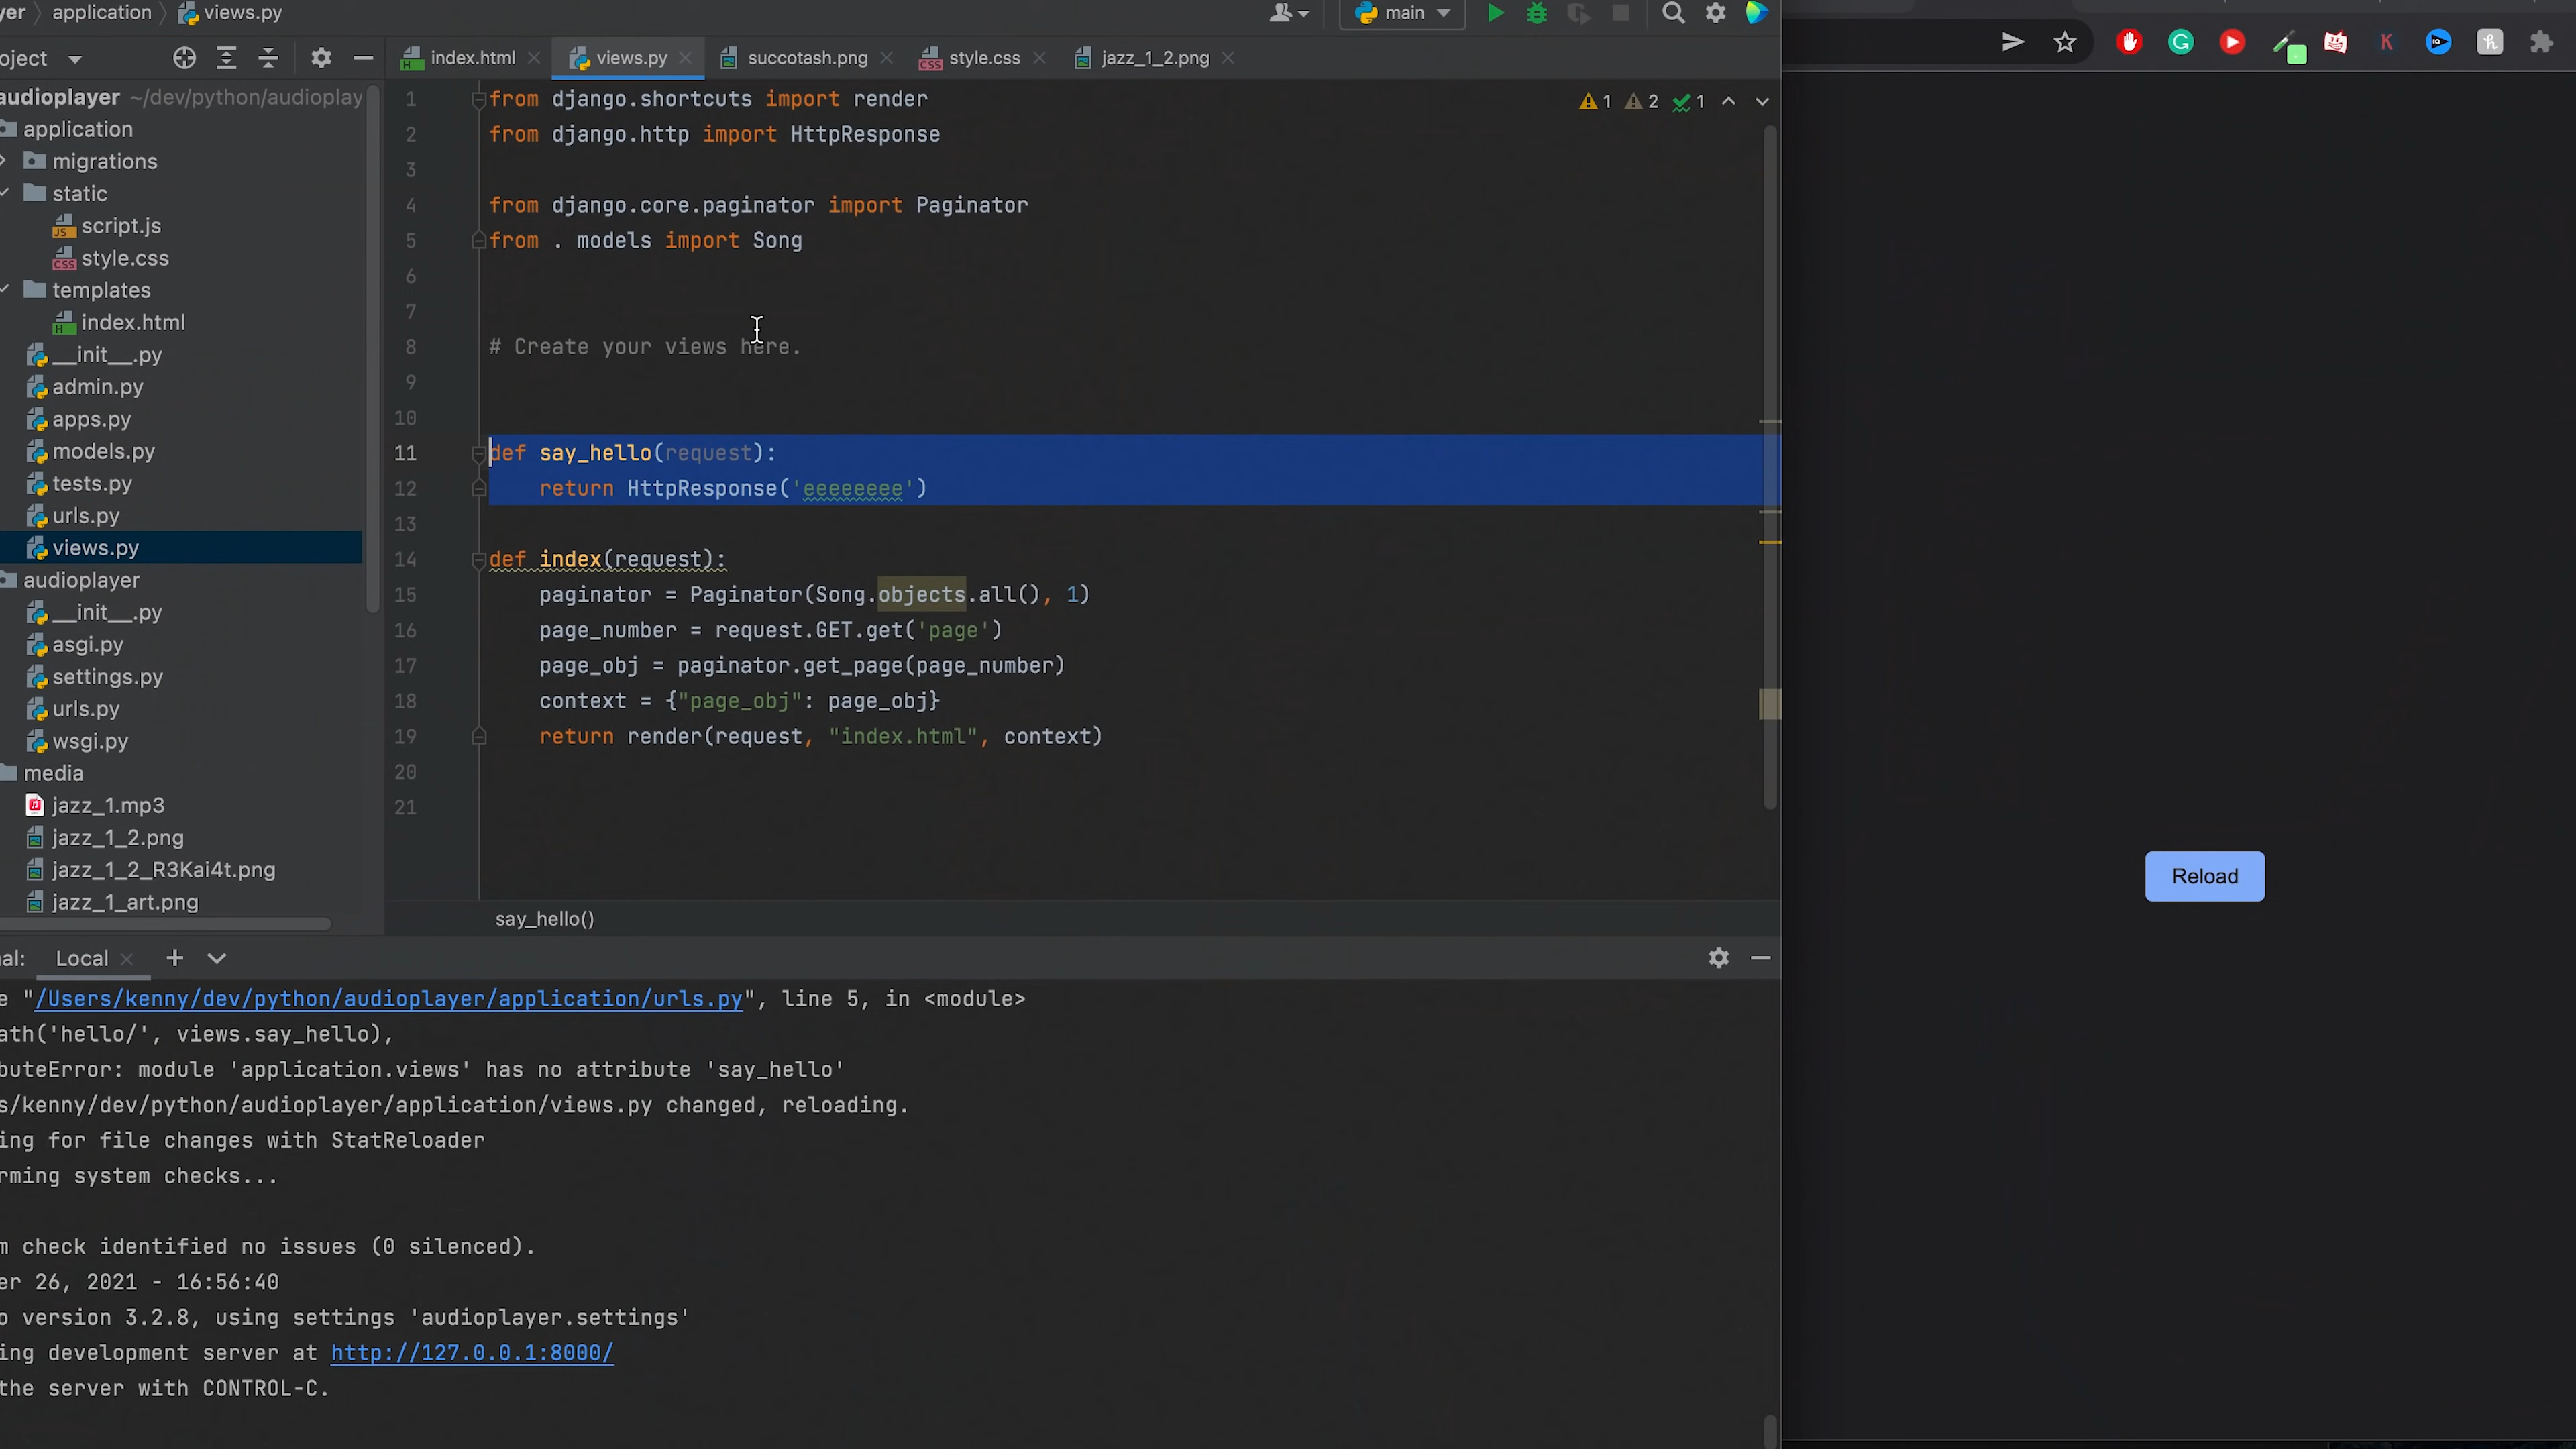 yer application views.py
main
oject
index.html views.py succotash.png style.css jazz_1_2.png
audioplayer ~/dev/python/audioplay
application
migrations
static
script.js
style.css
templates
index.html
__init__.py
admin.py
apps.py
models.py
tests.py
urls.py
views.py
audioplayer
__init__.py
asgi.py
settings.py
urls.py
wsgi.py
media
jazz_1.mp3
jazz_1_2.png
jazz_1_2_R3Kai4t.png
jazz_1_art.png
1 from django.shortcuts import render
1 2 1
2 from django.http import HttpResponse
3
4 from django.core.paginator import Paginator
5 from . models import Song
6
7
8 # Create your views here.
9
10
11 def say_hello(request):
12 return HttpResponse('eeeeeeee')
13
14 def index(request):
15 paginator = Paginator(Song.objects.all(), 1)
16 page_number = request.GET.get('page')
17 page_obj = paginator.get_page(page_number)
18 context = {"page_obj": page_obj}
19 return render(request, "index.html", context)
20
21
say_hello()
Reload
al: Local
e "/Users/kenny/dev/python/audioplayer/application/urls.py", line 5, in <module>
ath('hello/', views.say_hello),
buteError: module 'application.views' has no attribute 'say_hello'
s/kenny/dev/python/audioplayer/application/views.py changed, reloading.
ing for file changes with StatReloader
rming system checks...
m check identified no issues (0 silenced).
er 26, 2021 - 16:56:40
o version 3.2.8, using settings 'audioplayer.settings'
ing development server at http://127.0.0.1:8000/
the server with CONTROL-C.